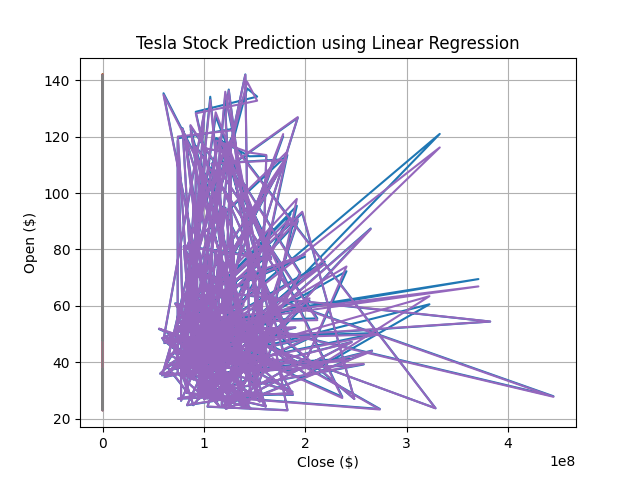 Tesla Stock Prediction using Linear Regression
140
120
100
80
60
40
20
Open ($)
0 1 2 3 4
1e8
Close ($)